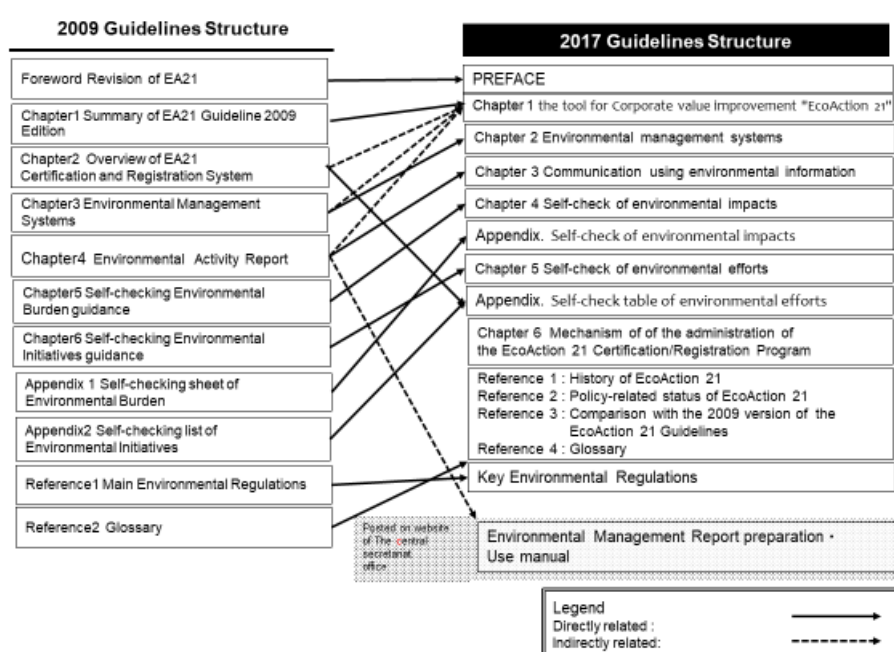 2009 Guidelines Structure
Foreword Revision of EA21
Chapter1 Summary of EA21 Guideline 2009
Edition
Chapter2 Overview of EA21
Certification and Registration System
Chapter3 Environmental Management
Systems
Chapter4 Environmental Activity Report
Chapter5 Self-checking Environmental
Burden guidance
Chapter6 Self-checking Environmental
Initiatives guidance
Appendix 1 Self-checking sheet of
Environmental Burden
Appendix2 Self-checking list of
Environmental Initiatives
Reference1 Main Environmental Regulations
Reference2 Glossary
2017 Guidelines Structure
PREFACE
Chapter 1 the tool for Corporate value Improvement "EcoAction 21"
Chapter 2 Environmental management systems
Chapter 3 Communication using environmental information
Chapter 4 Self-check of environmental impacts
Appendix. Self-check of environmental impacts
Chapter 5 Self-check of environmental efforts
Appendix. Self-check table of environmental efforts
Chapter 6 Mechanism of of the administration of
the EcoAction 21 Certification/Registration Program
Reference 1 : History of EcoAction 21
Reference 2 : Policy-related status of EcoAction 21
Reference 3 : Comparison with the 2009 version of the
EcoAction 21 Guidelines
Reference 4 : Glossary
Key Environmental Regulations
Posted on website
of The central
secretariat
office
Environmental Management Report preparation・
Use manual
Legend
Directly related :
Indirectly related: